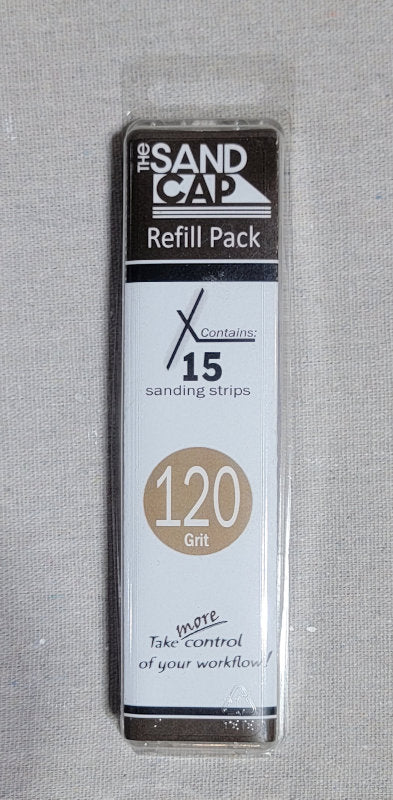 THE SAND
CAP
Refill Pack
Contains:
15
sanding strips
120
Grit
more
Take control
of your workflow!